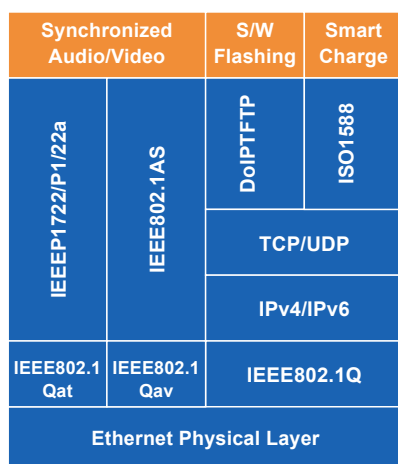 Synchronized
Audio/Video
S/W
Flashing
Smart
Charge
IEEEP1722/P1/22a
IEEE802.1AS
DoIPTFTP
ISO1588
TCP/UDP
IPv4/IPv6
IEEE802.1
Qat
IEEE802.1
Qav
IEEE802.1Q
Ethernet Physical Layer